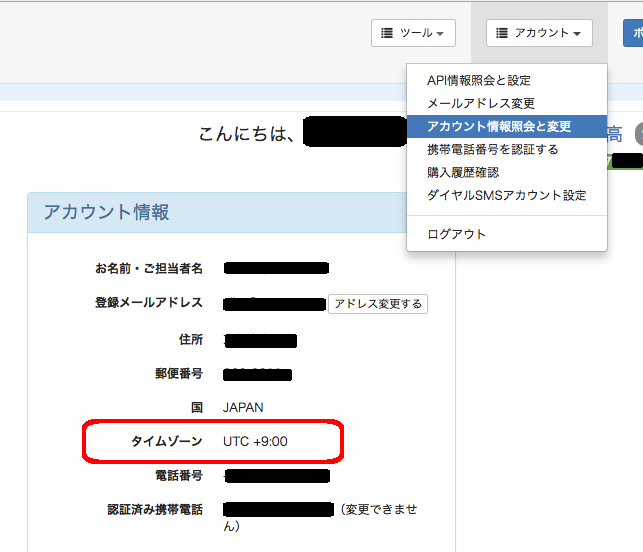 ツール
アカウント
ポ
API情報照会と設定
メールアドレス変更
アカウント情報照会と変更
携帯電話番号を認証する
購入履歴確認
ダイヤルSMSアカウント設定
ログアウト
こんにちは、
高
アカウント情報
お名前・ご担当者名
登録メールアドレス アドレス変更する
住所
郵便番号
国 JAPAN
タイムゾーン UTC +9:00
電話番号
認証済み携帯電話 （変更できませ
ん）